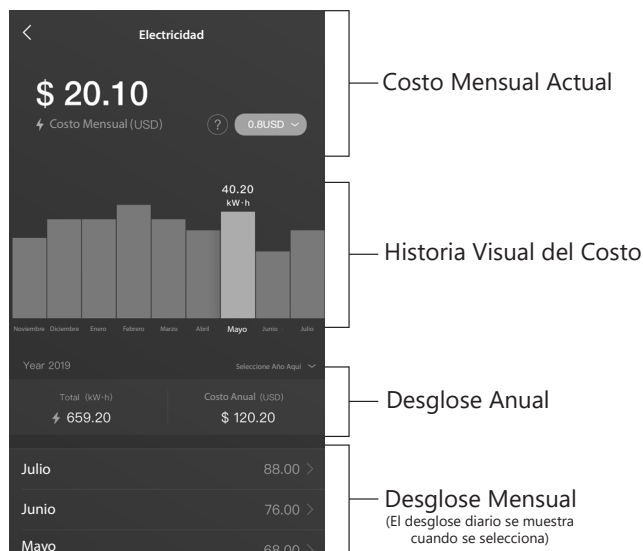 Electricidad
$ 20.10
Costo Mensual (USD)
?
0.8USD
Costo Mensual Actual
40.20
kW·h
Historia Visual del Costo
Noviembre Diciembre Enero Febrero Marzu Abril Mayo Junio Julio
Year 2019
Seleccione Año Aquí
Total (kW·h)
Costo Anual (USD)
659.20
$ 120.20
Desglose Anual
Julio
88.00
Junio
76.00
Mayo
68.00
Desglose Mensual
(El desglose diario se muestra
cuando se selecciona)